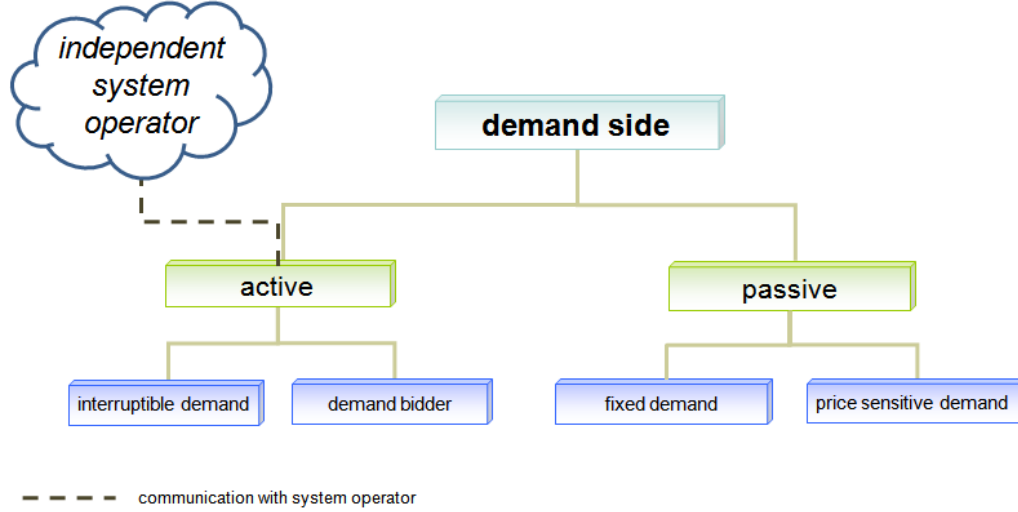 independent
system
operator
demand side
active
passive
interruptible demand
demand bidder
fixed demand
price sensitive demand
communication with system operator